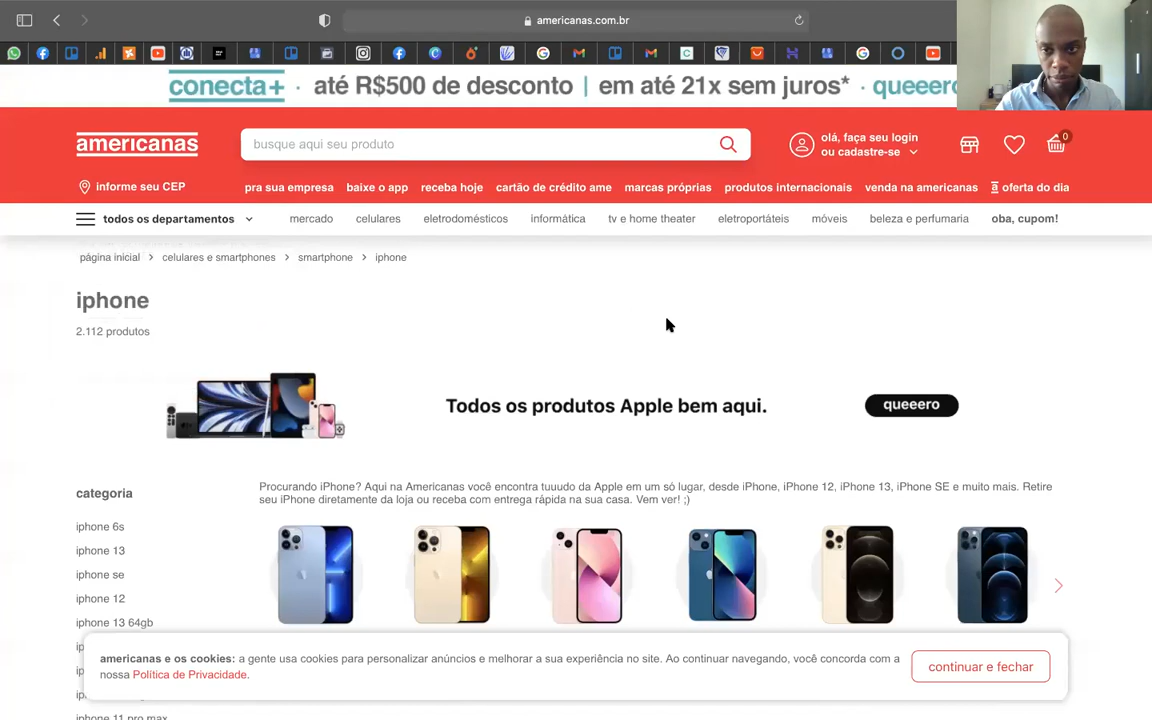 americanas.com.br
conecta+ · até R$500 de desconto | em até 21x sem juros* · queeero
americanas
busque aqui seu produto
olá, faça seu login
ou cadastre-se
0
informe seu CEP
pra sua empresa
baixe o app
receba hoje
cartão de crédito ame
marcas próprias
produtos internacionais
venda na americanas
a oferta do dia
todos os departamentos
mercado
celulares
eletrodomésticos
informática
tv e home theater
eletroportáteis
móveis
beleza e perfumaria
oba, cupom!
página inicial > celulares e smartphones > smartphone > iphone
iphone
2.112 produtos
Todos os produtos Apple bem aqui.
queeero
categoria
iphone 6s
iphone 13
iphone se
iphone 12
iphone 13 64gb
Procurando iPhone? Aqui na Americanas você encontra tuuudo da Apple em um só lugar, desde iPhone, iPhone 12, iPhone 13, iPhone SE e muito mais. Retire
seu iPhone diretamente da loja ou receba com entrega rápida na sua casa. Vem ver! ;)
americanas e os cookies: a gente usa cookies para personalizar anúncios e melhorar a sua experiência no site. Ao continuar navegando, você concorda com a
nossa Política de Privacidade.
continuar e fechar
iphone 11 pro max